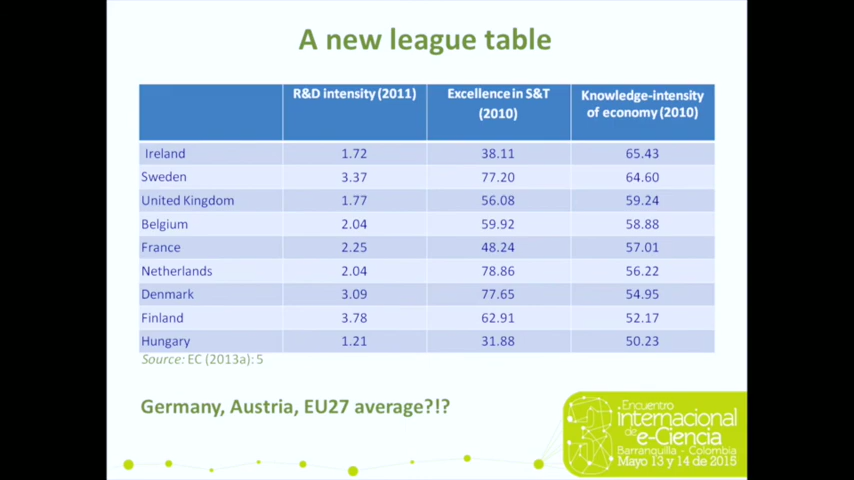 A new league table
R&D intensity (2011) Excellence in S&T (2010) Knowledge-intensity of economy (2010)
Ireland 1.72 38.11 65.43
Sweden 3.37 77.20 64.60
United Kingdom 1.77 56.08 59.24
Belgium 2.04 59.92 58.88
France 2.25 48.24 57.01
Netherlands 2.04 78.86 56.22
Denmark 3.09 77.65 54.95
Finland 3.78 62.91 52.17
Hungary 1.21 31.88 50.23
Source: EC (2013a): 5
Germany, Austria, EU27 average?!?
3
Encuentro
internacional
de e-Ciencia
Barranquilla - Colombia
Mayo 13 y 14 de 2015